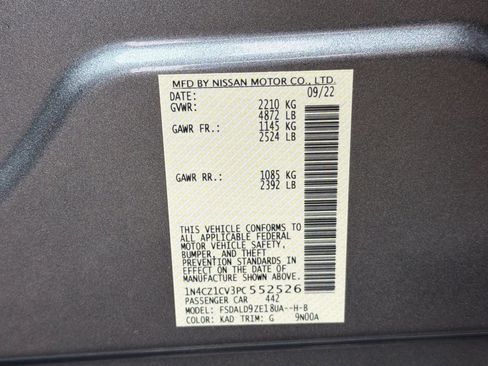 MFD BY NISSAN MOTOR CO., LTD.
DATE: 09/22
GVWR: 2210 KG
4872 LB
GAWR FR.: 1145 KG
2524 LB
GAWR RR.: 1085 KG
2392 LB
THIS VEHICLE CONFORMS TO
ALL APPLICABLE FEDERAL
MOTOR VEHICLE SAFETY,
BUMPER, AND THEFT
PREVENTION STANDARDS
IN EFFECT ON THE DATE OF
MANUFACTURE SHOWN ABOVE.
1N4CZ1CV3PC552526
PASSENGER CAR 442
MODEL: FSDALD9ZE18UA--H-B
COLOR: KAD TRIM: G 9N00A